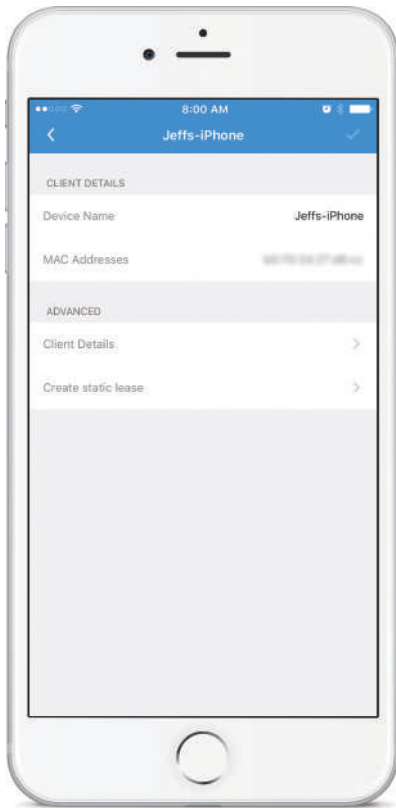 8:00 AM
Jeffs-iPhone
CLIENT DETAILS
Device Name Jeffs-iPhone
MAC Addresses
ADVANCED
Client Details
Create static lease